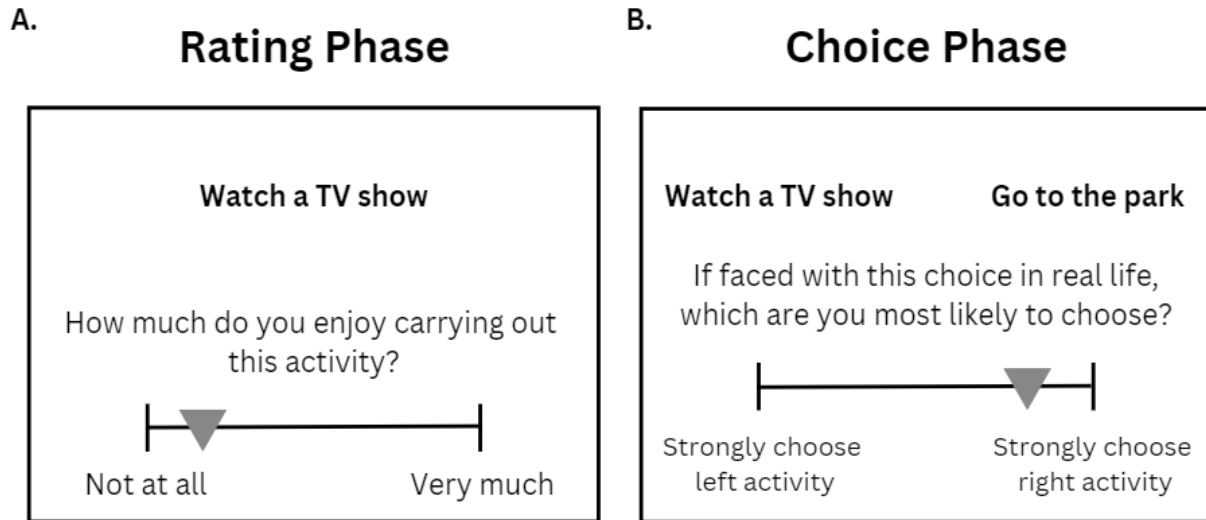 A.
Rating Phase
Watch a TV show
How much do you enjoy carrying out
this activity?
Not at all
Very much
B.
Choice Phase
Watch a TV show
Go to the park
If faced with this choice in real life,
which are you most likely to choose?
Strongly choose
left activity
Strongly choose
right activity